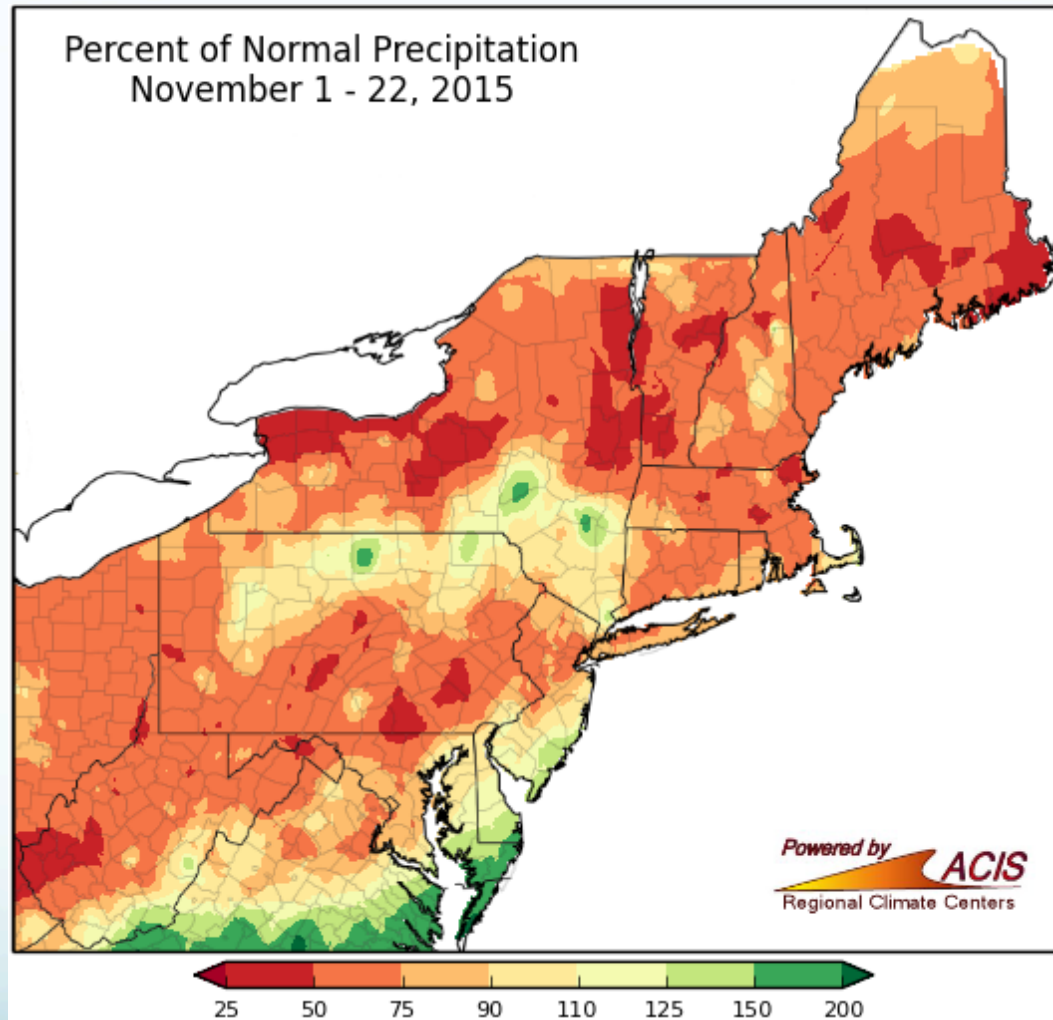 Percent of Normal Precipitation
November 1 - 22, 2015
Powered by
ACIS
Regional Climate Centers
25 50 75 90 110 125 150 200